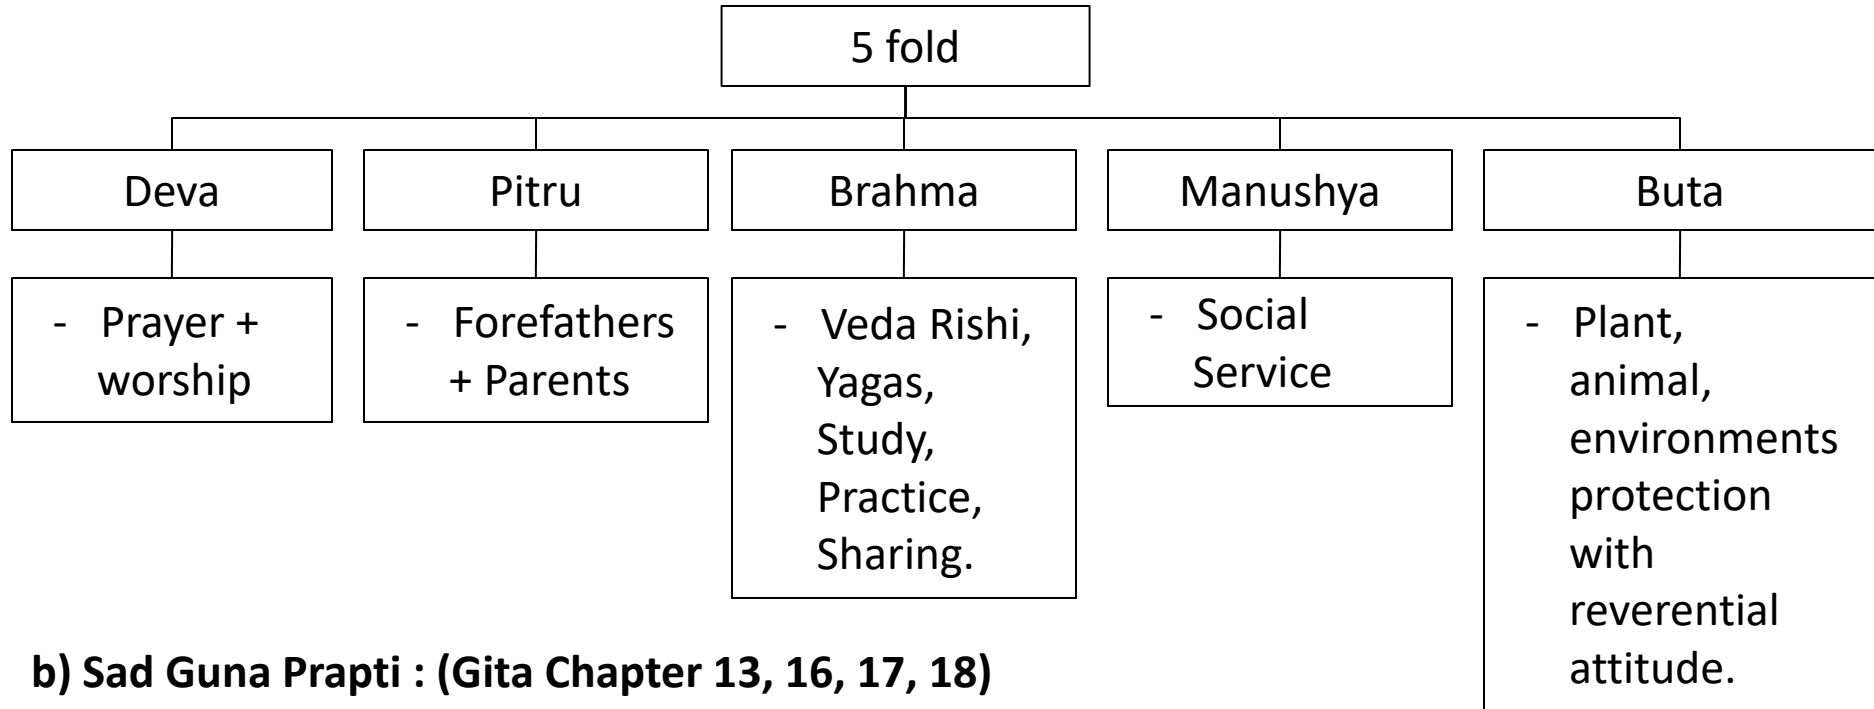 5 fold
Deva
Pitru
Brahma
Manushya
Buta
- Prayer +
worship
- Forefathers
+ Parents
- Veda Rishi,
Yagas,
Study,
Practice,
Sharing.
- Social
Service
- Plant,
animal,
environments
protection
with
reverential
attitude.
b) Sad Guna Prapti : (Gita Chapter 13, 16, 17, 18)